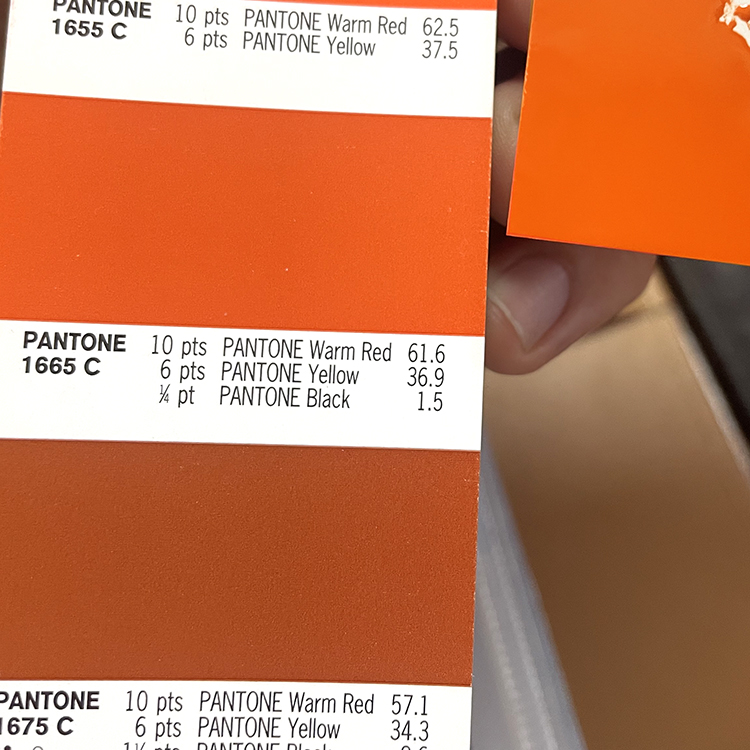 PANTONE 10 pts PANTONE Warm Red 62.5
1655 C 6 pts PANTONE Yellow 37.5
PANTONE 10 pts PANTONE Warm Red 61.6
1665 C 6 pts PANTONE Yellow 36.9
¼ pt PANTONE Black 1.5
PANTONE 10 pts PANTONE Warm Red 57.1
1675 C 6 pts PANTONE Yellow 34.3